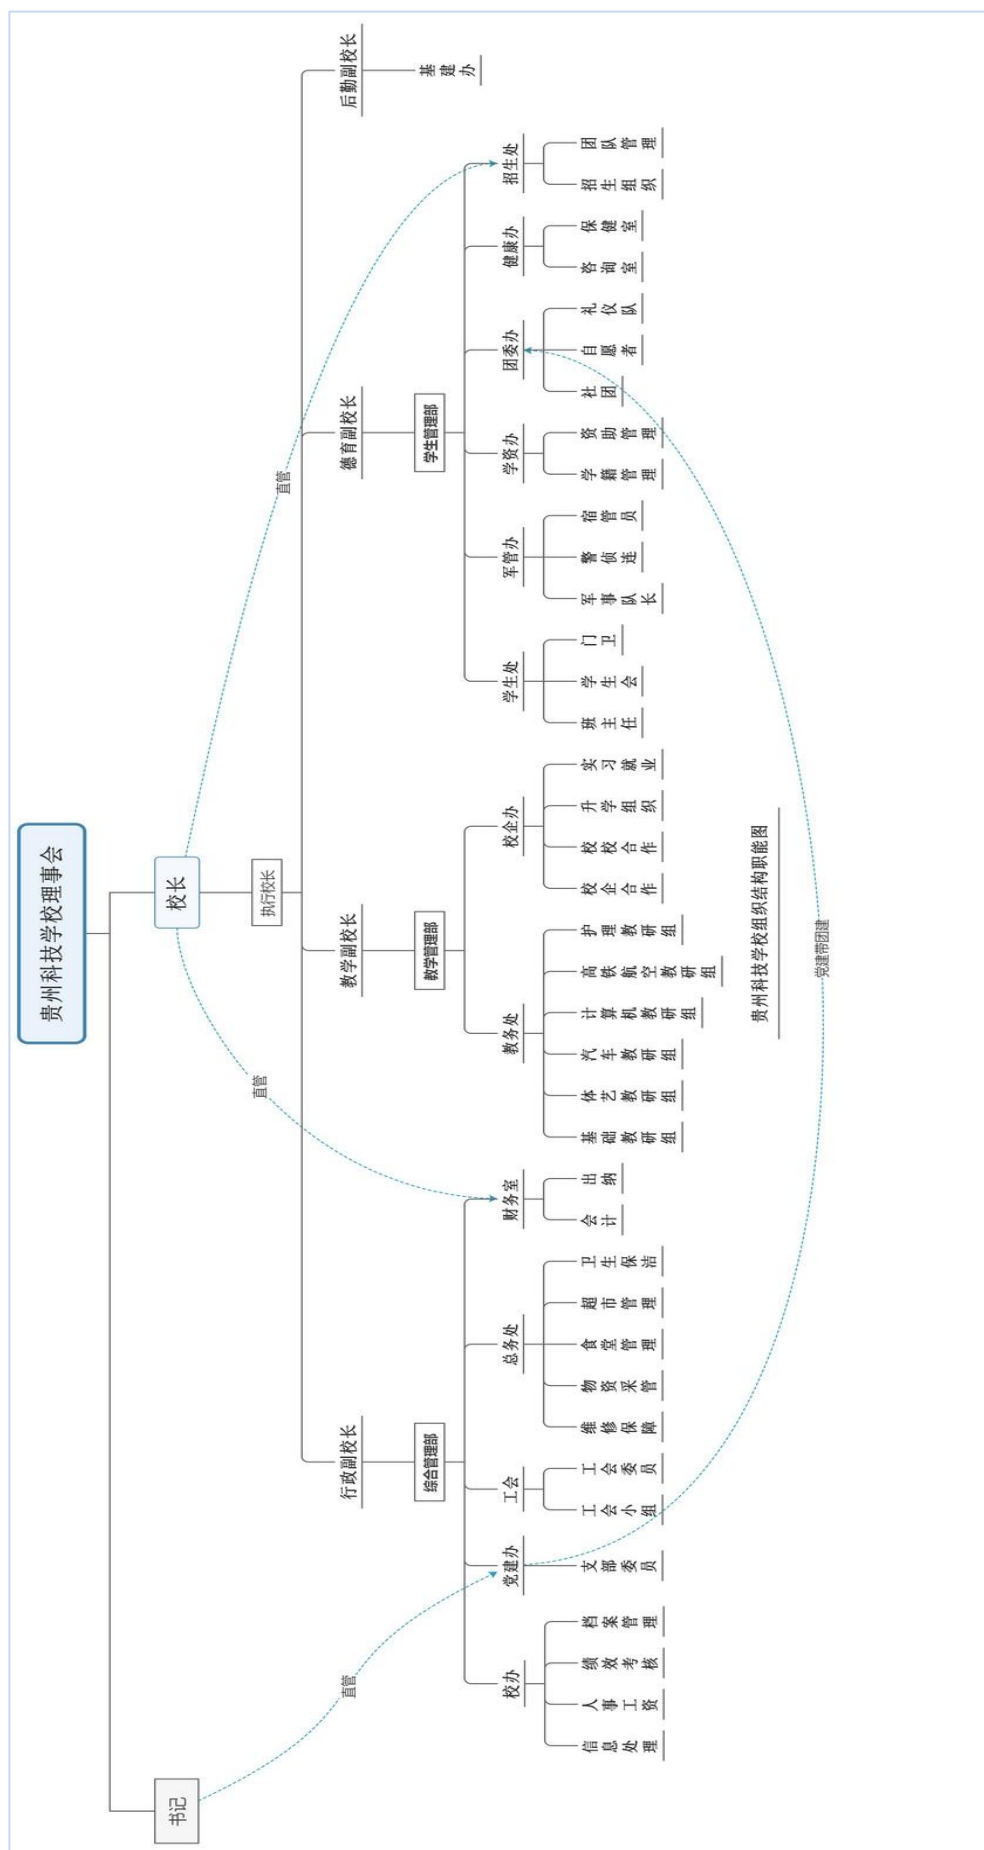 贵州科技学校理事会
书记
校长
执行校长
直管
直管
直管
行政副校长
教学副校长
德育副校长
后勤副校长
综合管理部
教学管理部
学生管理部
基建办
校办
党建办
工会
总务处
财务室
教务处
校企办
学生处
军管办
学资办
团委办
健康办
招生处
信息处理
人事工资
绩效考核
档案管理
支部委员
工会小组
工会委员
维修保障
物资采管
食堂管理
超市管理
卫生保洁
会计
出纳
基础教研组
体艺教研组
汽车教研组
计算机教研组
高铁航空教研组
护理教研组
校企合作
校校合作
升学组织
实习就业
班主任
学生会
门卫
军事队长
警侦连
宿管员
学籍管理
资助管理
社团
自愿者
礼仪队
咨询室
保健室
招生组织
团队管理
贵州科技学校组织结构职能图
党建带团建